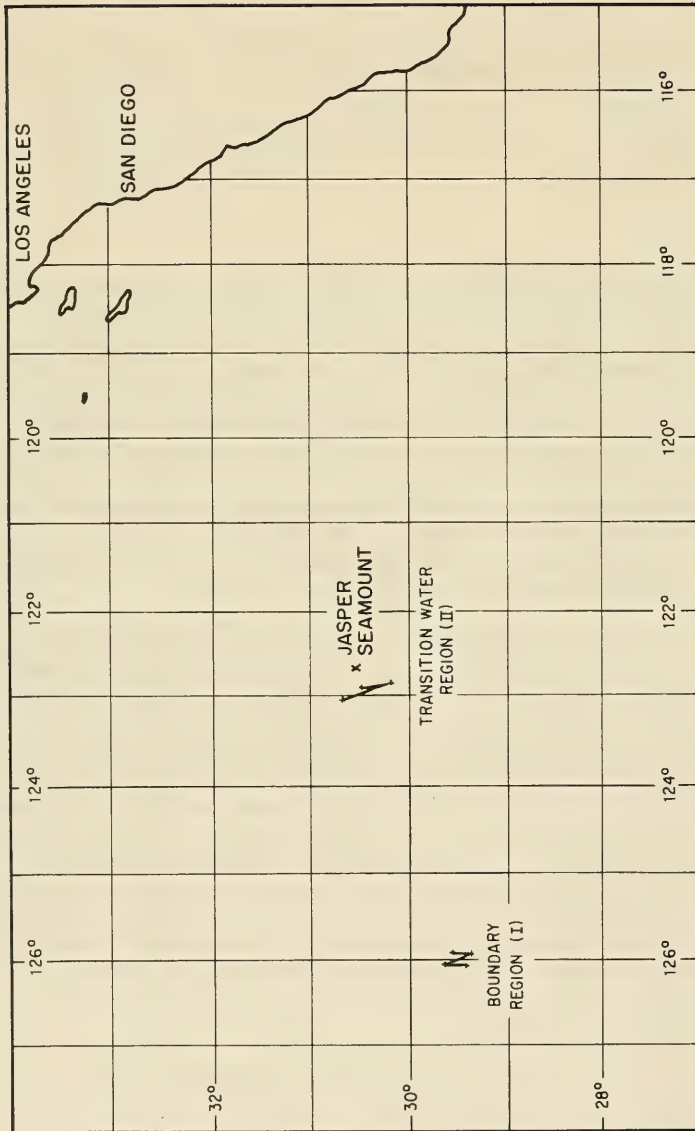 LOS ANGELES
SAN DIEGO
126°
124°
122°
120°
118°
32°
30°
28°
x JASPER
SEAMOUNT
TRANSITION WATER
REGION (II)
BOUNDARY
REGION (I)
126°
124°
122°
120°
118°
116°